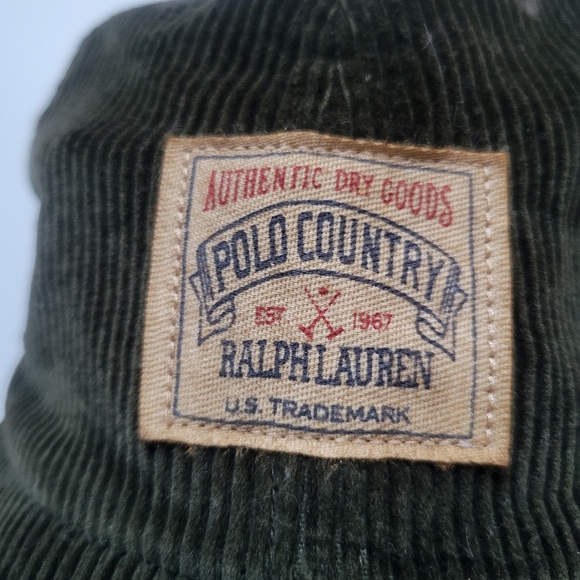 AUTHENTIC DRY GOODS
POLO COUNTRY
EST 1967
RALPH LAUREN
U.S. TRADEMARK